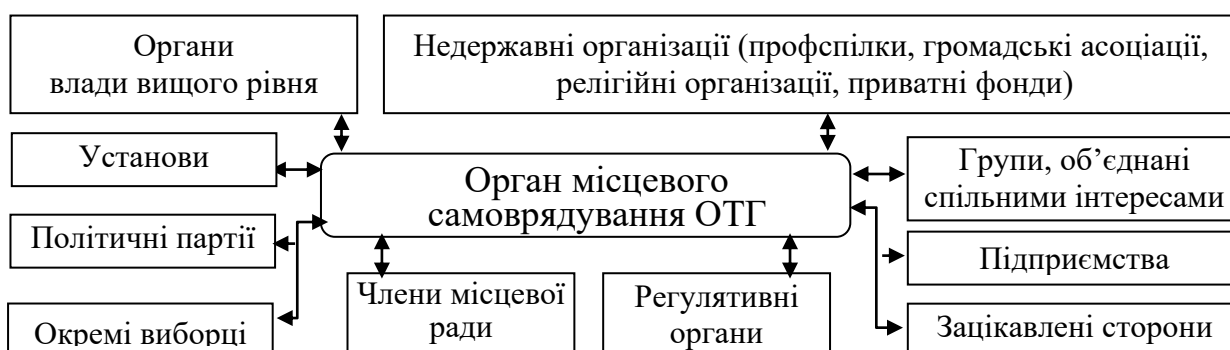 Органи
влади вищого рівня
Недержавні організації (профспілки, громадські асоціації,
релігійні організації, приватні фонди)
Установи
Орган місцевого
самоврядування ОТГ
Групи, об’єднані
спільними інтересами
Політичні партії
Підприємства
Члени місцевої
ради
Регулятивні
органи
Окремі виборці
Зацікавлені сторони